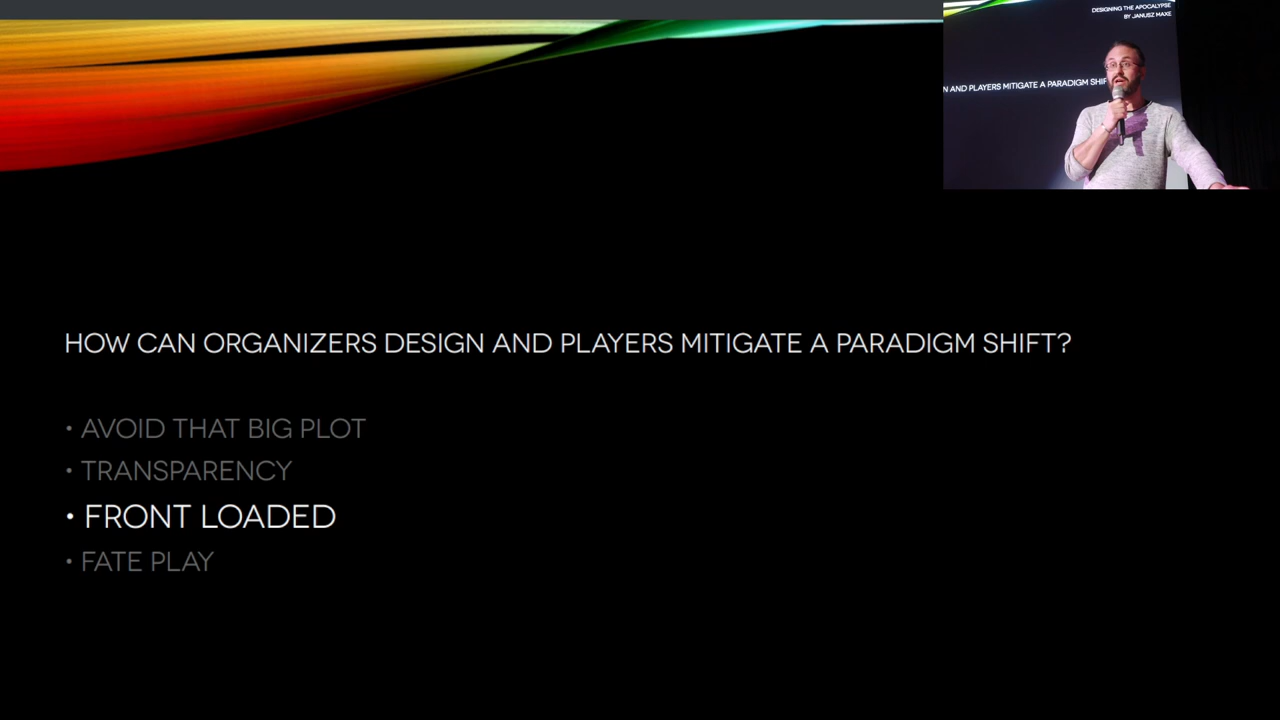 DESIGNING THE APOCALYPSE
BY JANUSZ MAXE
N AND PLAYERS MITIGATE A PARADIGM SHIF
HOW CAN ORGANIZERS DESIGN AND PLAYERS MITIGATE A PARADIGM SHIFT?
• AVOID THAT BIG PLOT
• TRANSPARENCY
• FRONT LOADED
• FATE PLAY